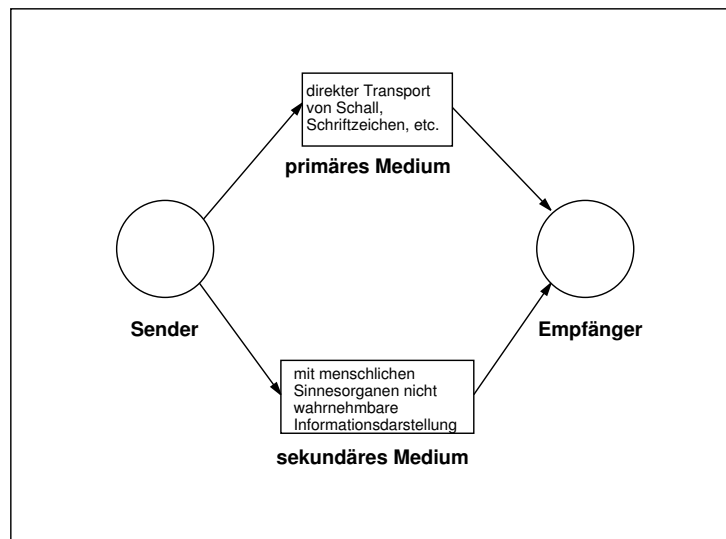 direkter Transport
von Schall,
Schriftzeichen, etc.
primäres Medium
Sender
Empfänger
mit menschlichen
Sinnesorganen nicht
wahrnehmbare
Informationsdarstellung
sekundäres Medium